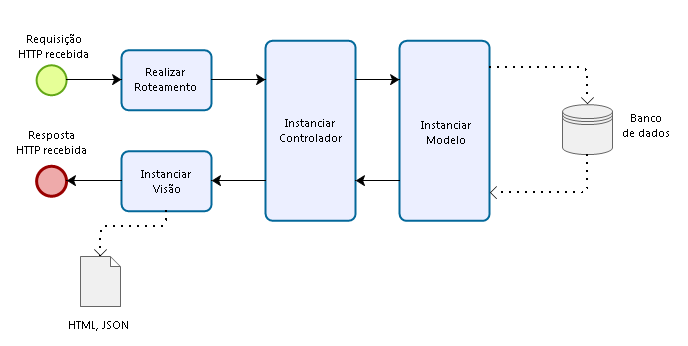 Requisição
HTTP recebida
Realizar
Roteamento
Instanciar
Controlador
Instanciar
Modelo
Banco
de dados
Resposta
HTTP recebida
Instanciar
Visão
HTML, JSON